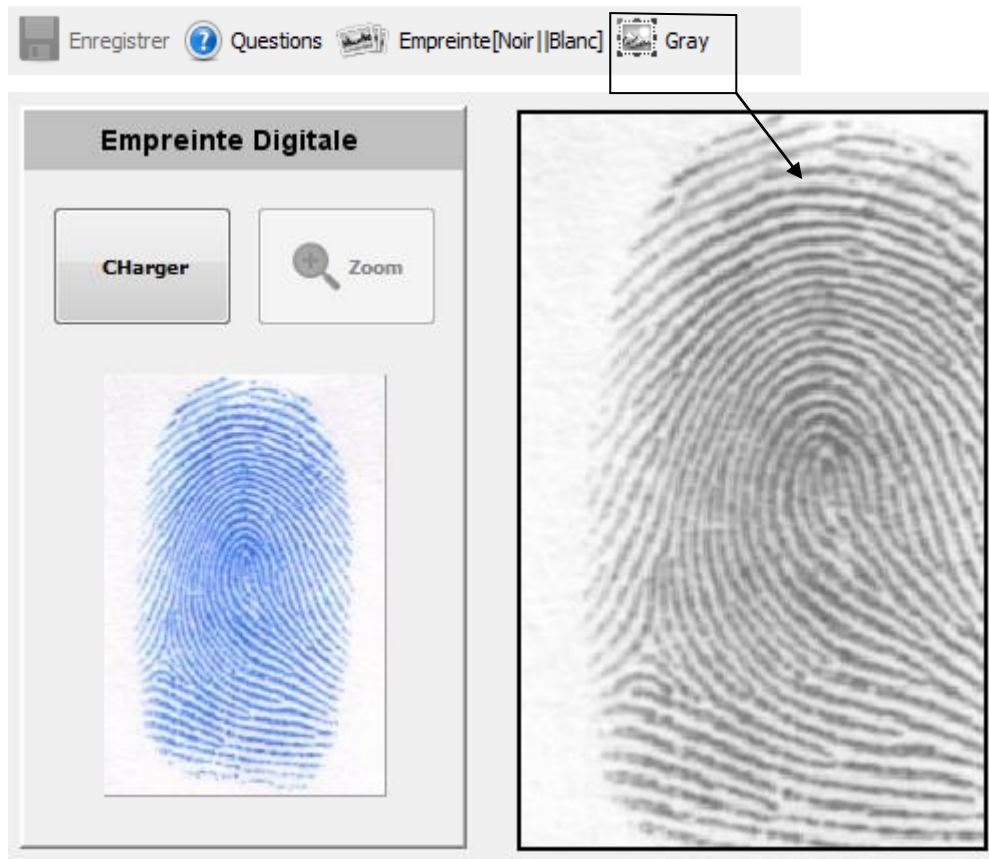 Enregistrer Questions Empreinte[Noir||Blanc] Gray
Empreinte Digitale
CHarger Zoom